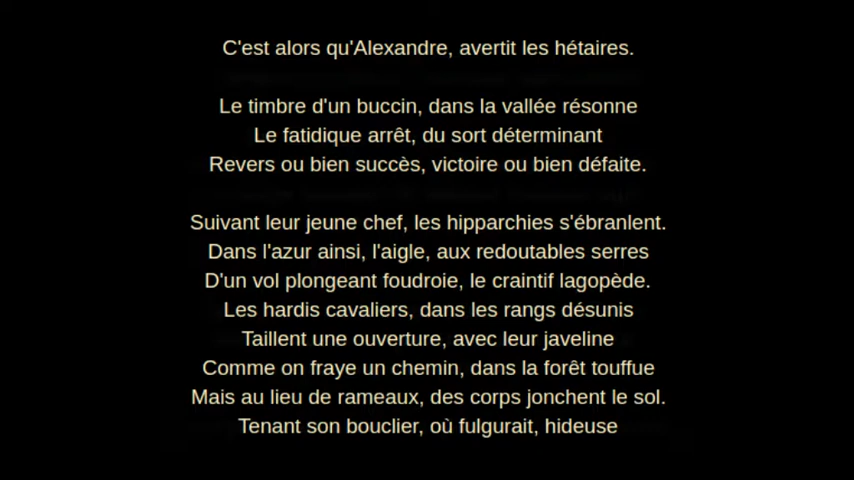 C'est alors qu'Alexandre, avertit les hétaires.
Le timbre d'un buccin, dans la vallée résonne
Le fatidique arrêt, du sort déterminant
Revers ou bien succès, victoire ou bien défaite.
Suivant leur jeune chef, les hipparchies s'ébranlent.
Dans l'azur ainsi, l'aigle, aux redoutables serres
D'un vol plongeant foudroie, le craintif lagopède.
Les hardis cavaliers, dans les rangs désunis
Taillent une ouverture, avec leur javeline
Comme on fraye un chemin, dans la forêt touffue
Mais au lieu de rameaux, des corps jonchent le sol.
Tenant son bouclier, où fulgurait, hideuse